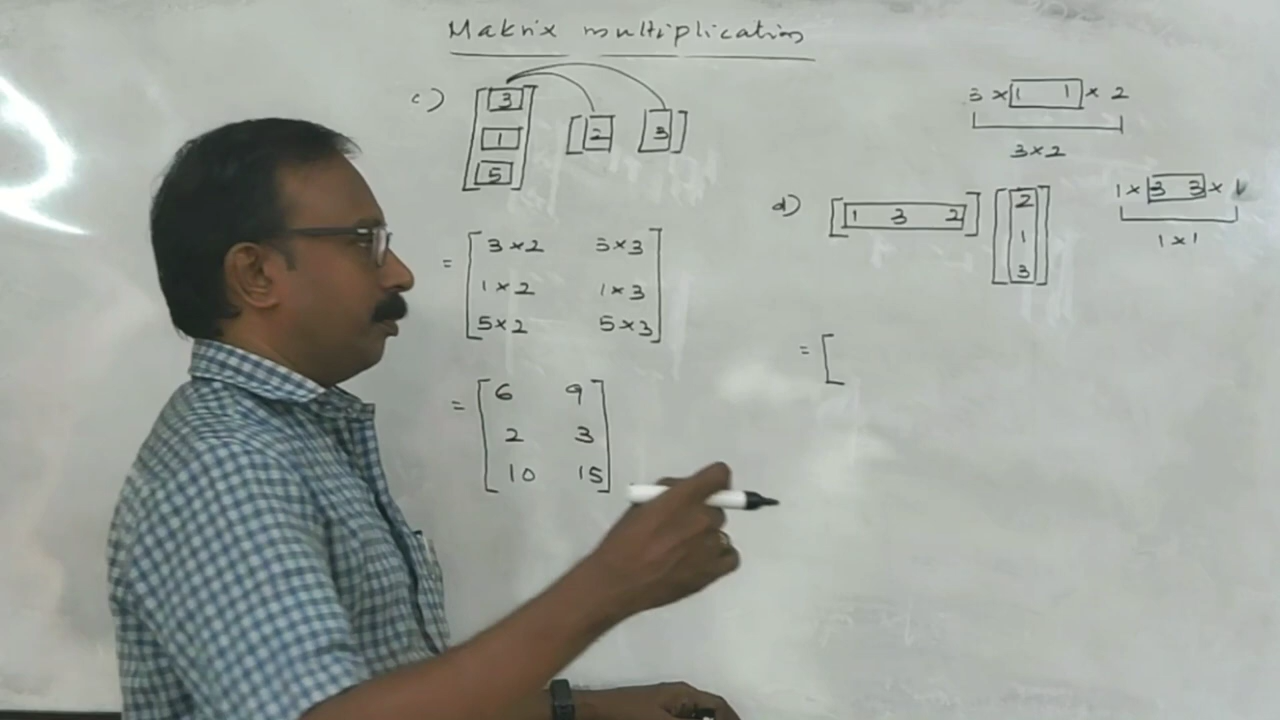 Matrix multiplication
c) [3 1 5] [2 3]
= [3×2 3×3
1×2 1×3
5×2 5×3]
= [6 9
2 3
10 15]
3 × 1 1 × 2
3×2
d) [1 3 2] [2 1 3]
1 × 3 3 × 1
1×1
= [